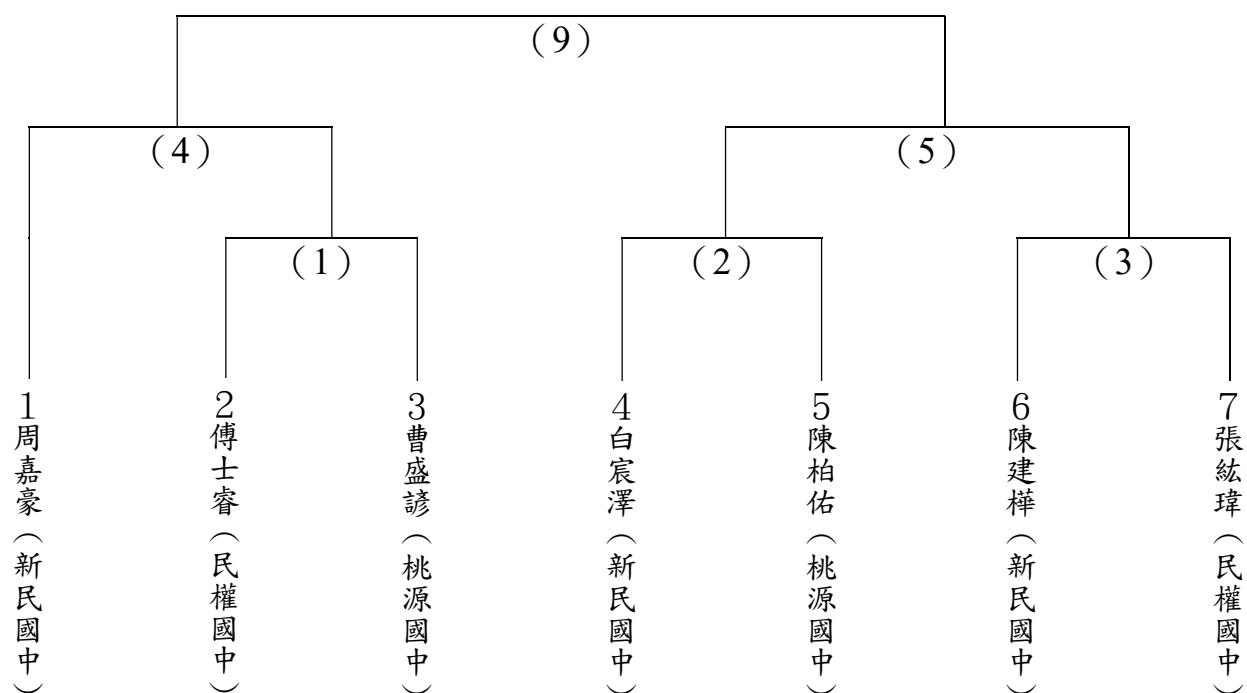 （9）
（4）
（5）
（1）
（2）
（3）
1周嘉豪（新民國中）
2傅士睿（民權國中）
3曹盛諺（桃源國中）
4白宸澤（新民國中）
5陳柏佑（桃源國中）
6陳建樺（新民國中）
7張紘瑋（民權國中）